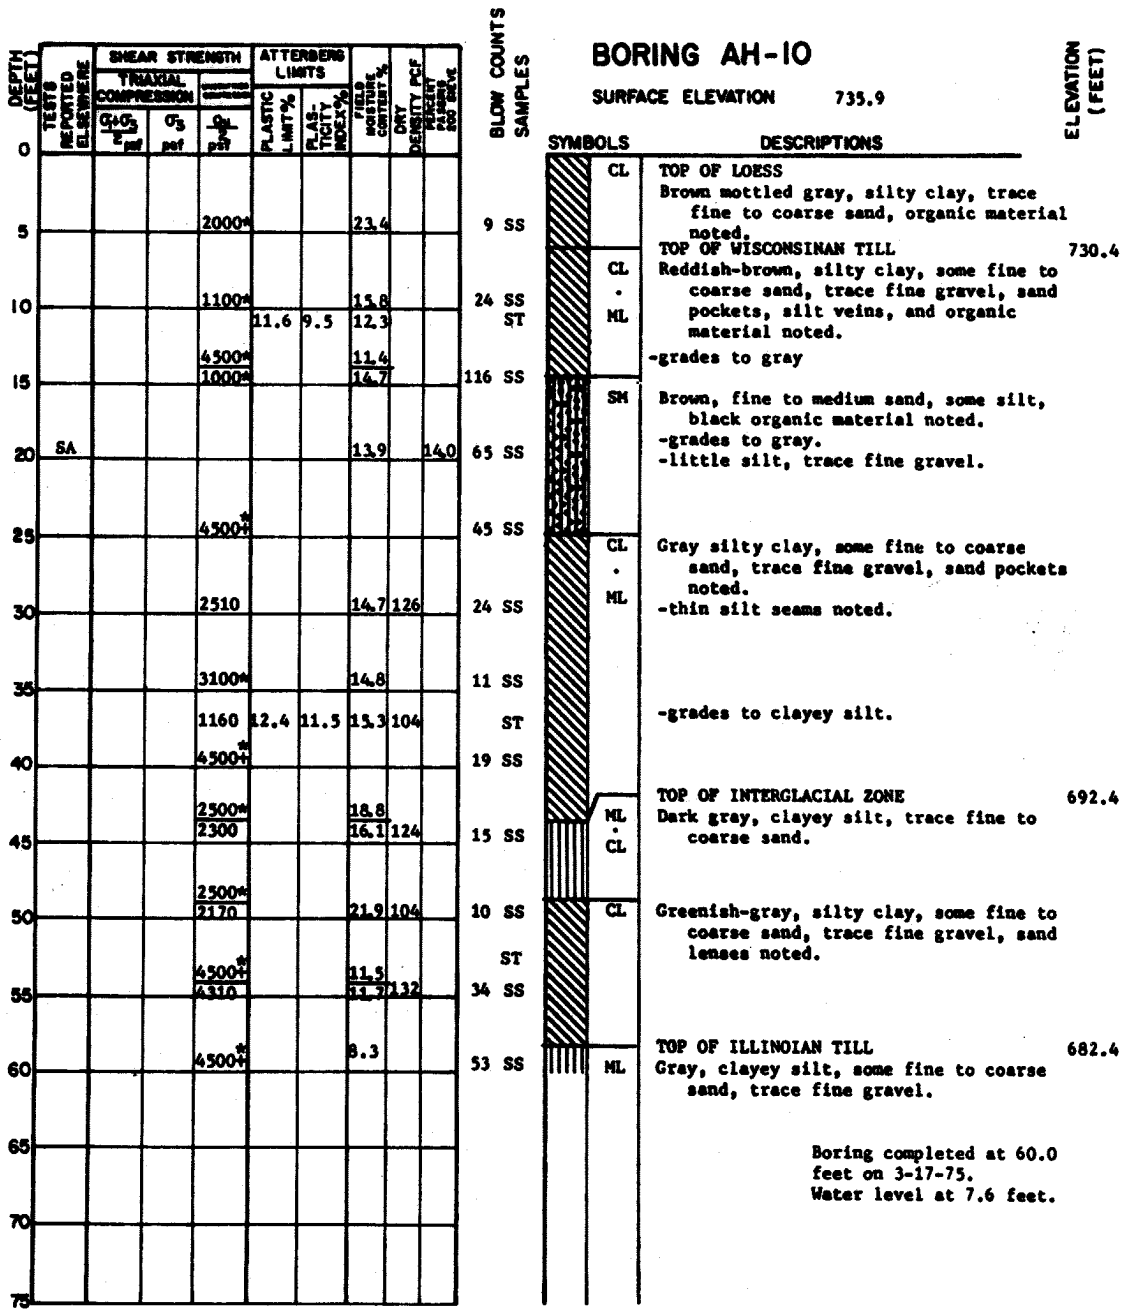 BORING AH-10
SURFACE ELEVATION 735.9
DEPTH (FEET)
TESTS REPORTED ELSEWHERE
SHEAR STRENGTH
TRIAXIAL COMPRESSION
psf
σ3 psf
psf
ATTERBERG LIMITS
PLASTIC LIMIT %
PLAS-TICITY INDEX %
FIELD MOISTURE CONTENT %
DRY DENSITY PCF
PERCENT PASSING 200 SIEVE
BLOW COUNTS
SAMPLES
SYMBOLS DESCRIPTIONS
ELEVATION (FEET)
0
CL TOP OF LOESS
Brown mottled gray, silty clay, trace
fine to coarse sand, organic material
noted.
5 2000* 23.4 9 SS
TOP OF WISCONSINAN TILL 730.4
CL Reddish-brown, silty clay, some fine to
. coarse sand, trace fine gravel, sand
ML pockets, silt veins, and organic
material noted.
10 1100* 15.8 24 SS
11.6 9.5 12.3 ST
-grades to gray
4500* 11.4
15 1000* 14.7 116 SS
SM Brown, fine to medium sand, some silt,
black organic material noted.
-grades to gray.
-little silt, trace fine gravel.
20 SA 13.9 14.0 65 SS
25 4500+* 45 SS
CL Gray silty clay, some fine to coarse
. sand, trace fine gravel, sand pockets
noted.
ML
-thin silt seams noted.
30 2510 14.7 126 24 SS
35 3100* 14.8 11 SS
1160 12.4 11.5 15.3 104 ST
-grades to clayey silt.
40 4500+* 19 SS
TOP OF INTERGLACIAL ZONE 692.4
ML Dark gray, clayey silt, trace fine to
. coarse sand.
CL
2500* 18.8
45 2300 16.1 124 15 SS
2500*
50 2170 21.9 104 10 SS
CL Greenish-gray, silty clay, some fine to
coarse sand, trace fine gravel, sand
lenses noted.
ST
4500+* 11.5
55 4310 11.7 132 34 SS
TOP OF ILLINOIAN TILL 682.4
ML Gray, clayey silt, some fine to coarse
sand, trace fine gravel.
60 4500+* 8.3 53 SS
65
Boring completed at 60.0
feet on 3-17-75.
Water level at 7.6 feet.
70
75